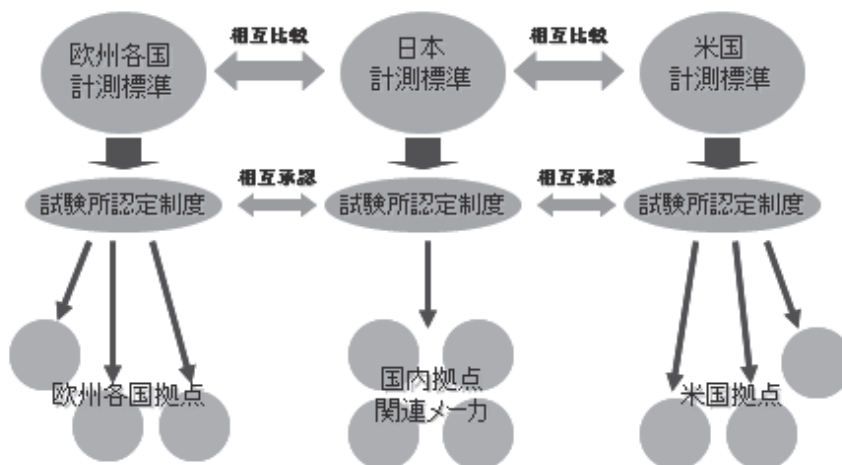 欧州各国
計測標準
相互比較
日本
計測標準
相互比較
米国
計測標準
試験所認定制度
相互承認
試験所認定制度
相互承認
試験所認定制度
欧州各国拠点
国内拠点
関連メーカ
米国拠点